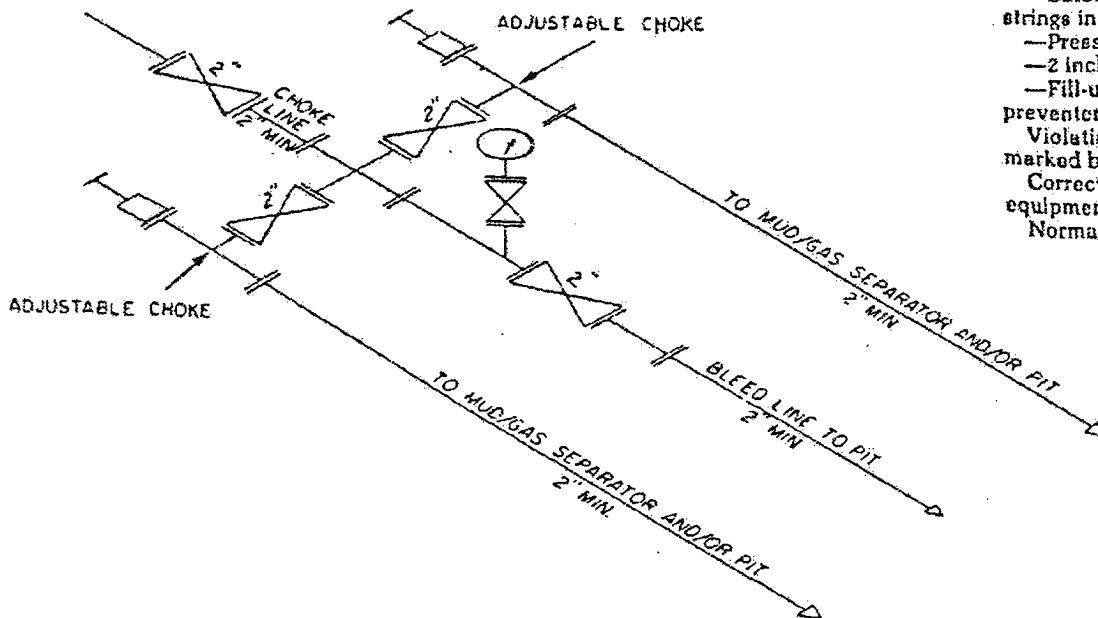 ADJUSTABLE CHOKE
strings in
—Press
—2 incl
—Fill-u
preventer
Violatio
marked b
Correct
equipmen
Norma
2"
CHOKE
LINE
2" MIN
2"
2"
ADJUSTABLE CHOKE
2"
TO MUD/GAS SEPARATOR AND/OR PIT
2" MIN.
BLEED LINE TO PIT
2" MIN
TO MUD/GAS SEPARATOR AND/OR PIT
2" MIN.